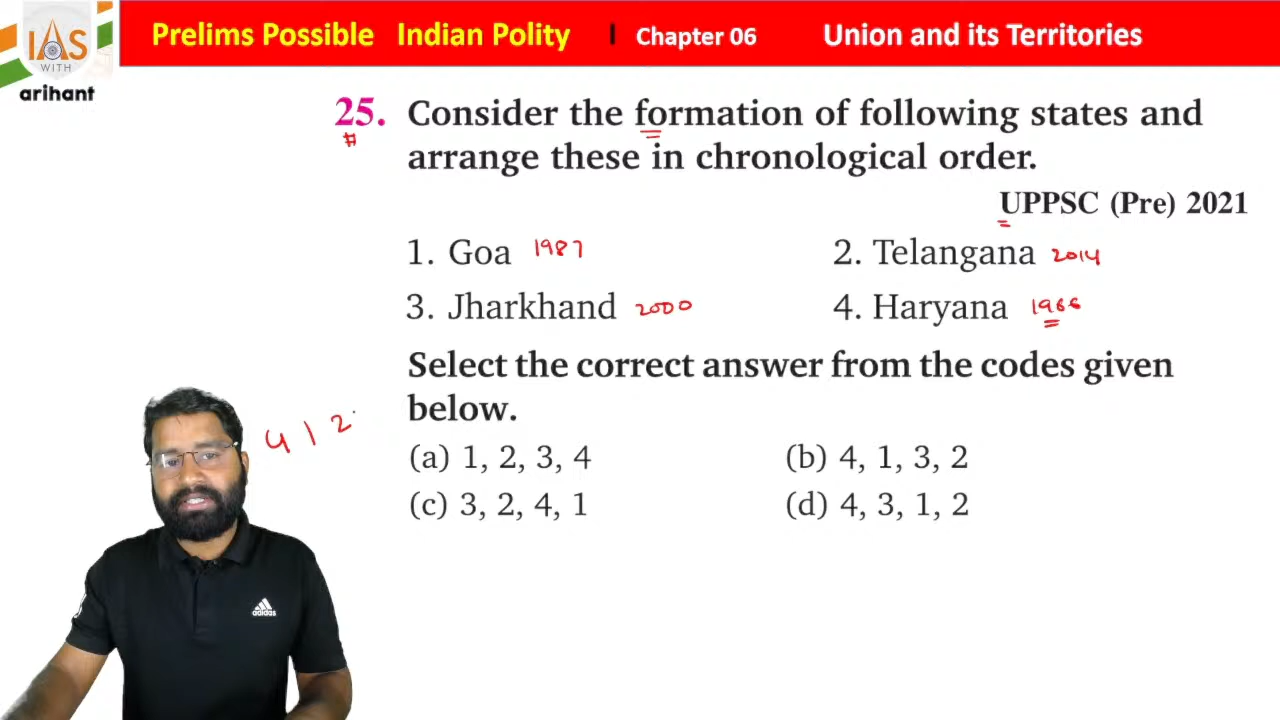 IAS
WITH
arihant
Prelims Possible Indian Polity | Chapter 06 Union and its Territories
25. Consider the formation of following states and
#
arrange these in chronological order.
UPPSC (Pre) 2021
1. Goa 1987 2. Telangana 2014
3. Jharkhand 2000 4. Haryana 1966
Select the correct answer from the codes given
below.
4 1 2
(a) 1, 2, 3, 4 (b) 4, 1, 3, 2
(c) 3, 2, 4, 1 (d) 4, 3, 1, 2
adidas